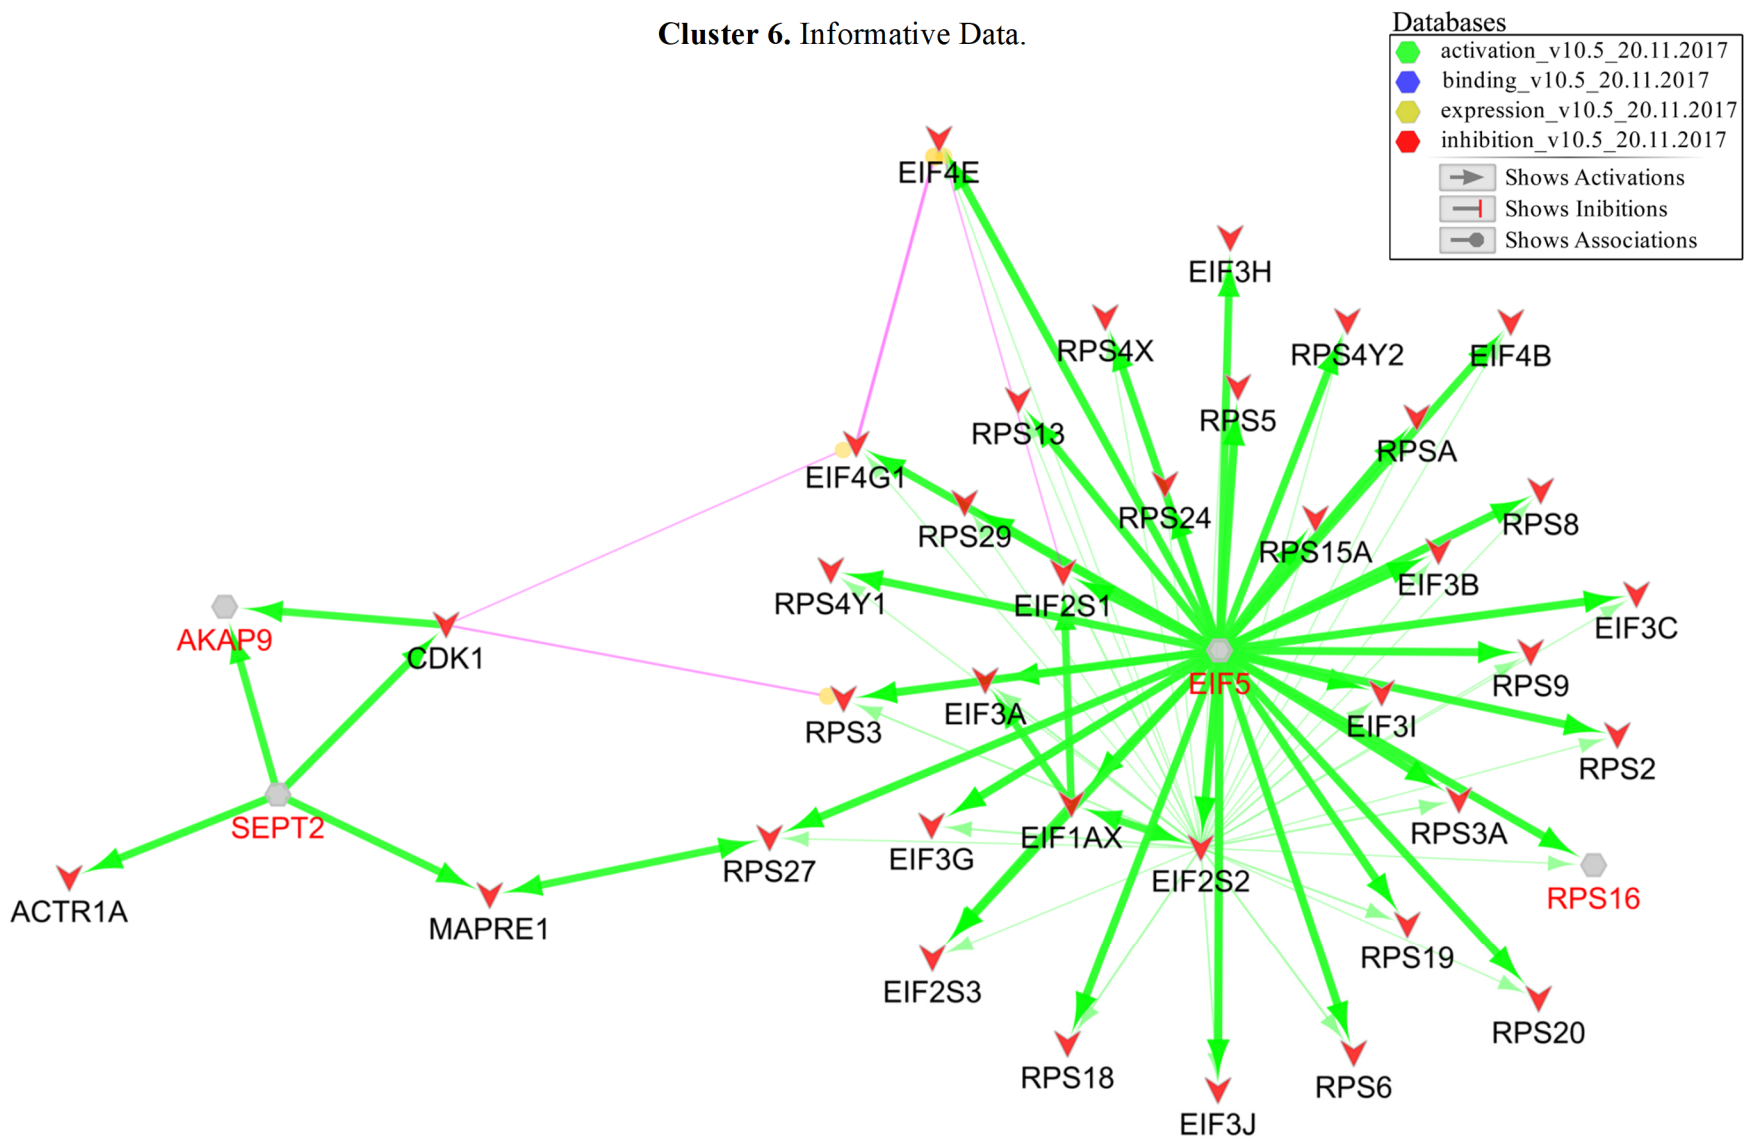 Cluster 6. Informative Data.
Databases
activation_v10.5_20.11.2017
binding_v10.5_20.11.2017
expression_v10.5_20.11.2017
inhibition_v10.5_20.11.2017
Shows Activations
Shows Inibitions
Shows Associations
EIF4E
EIF3H
RPS4X
RPS4Y2
EIF4B
RPS13
RPS5
RPSA
EIF4G1
RPS29
RPS24
RPS15A
RPS8
RPS4Y1
EIF2S1
EIF3B
EIF3C
AKAP9
CDK1
EIF5
RPS9
RPS3
EIF3A
EIF3I
RPS2
SEPT2
RPS27
EIF3G
EIF1AX
RPS3A
EIF2S2
RPS16
ACTR1A
MAPRE1
RPS19
EIF2S3
RPS20
RPS18
RPS6
EIF3J